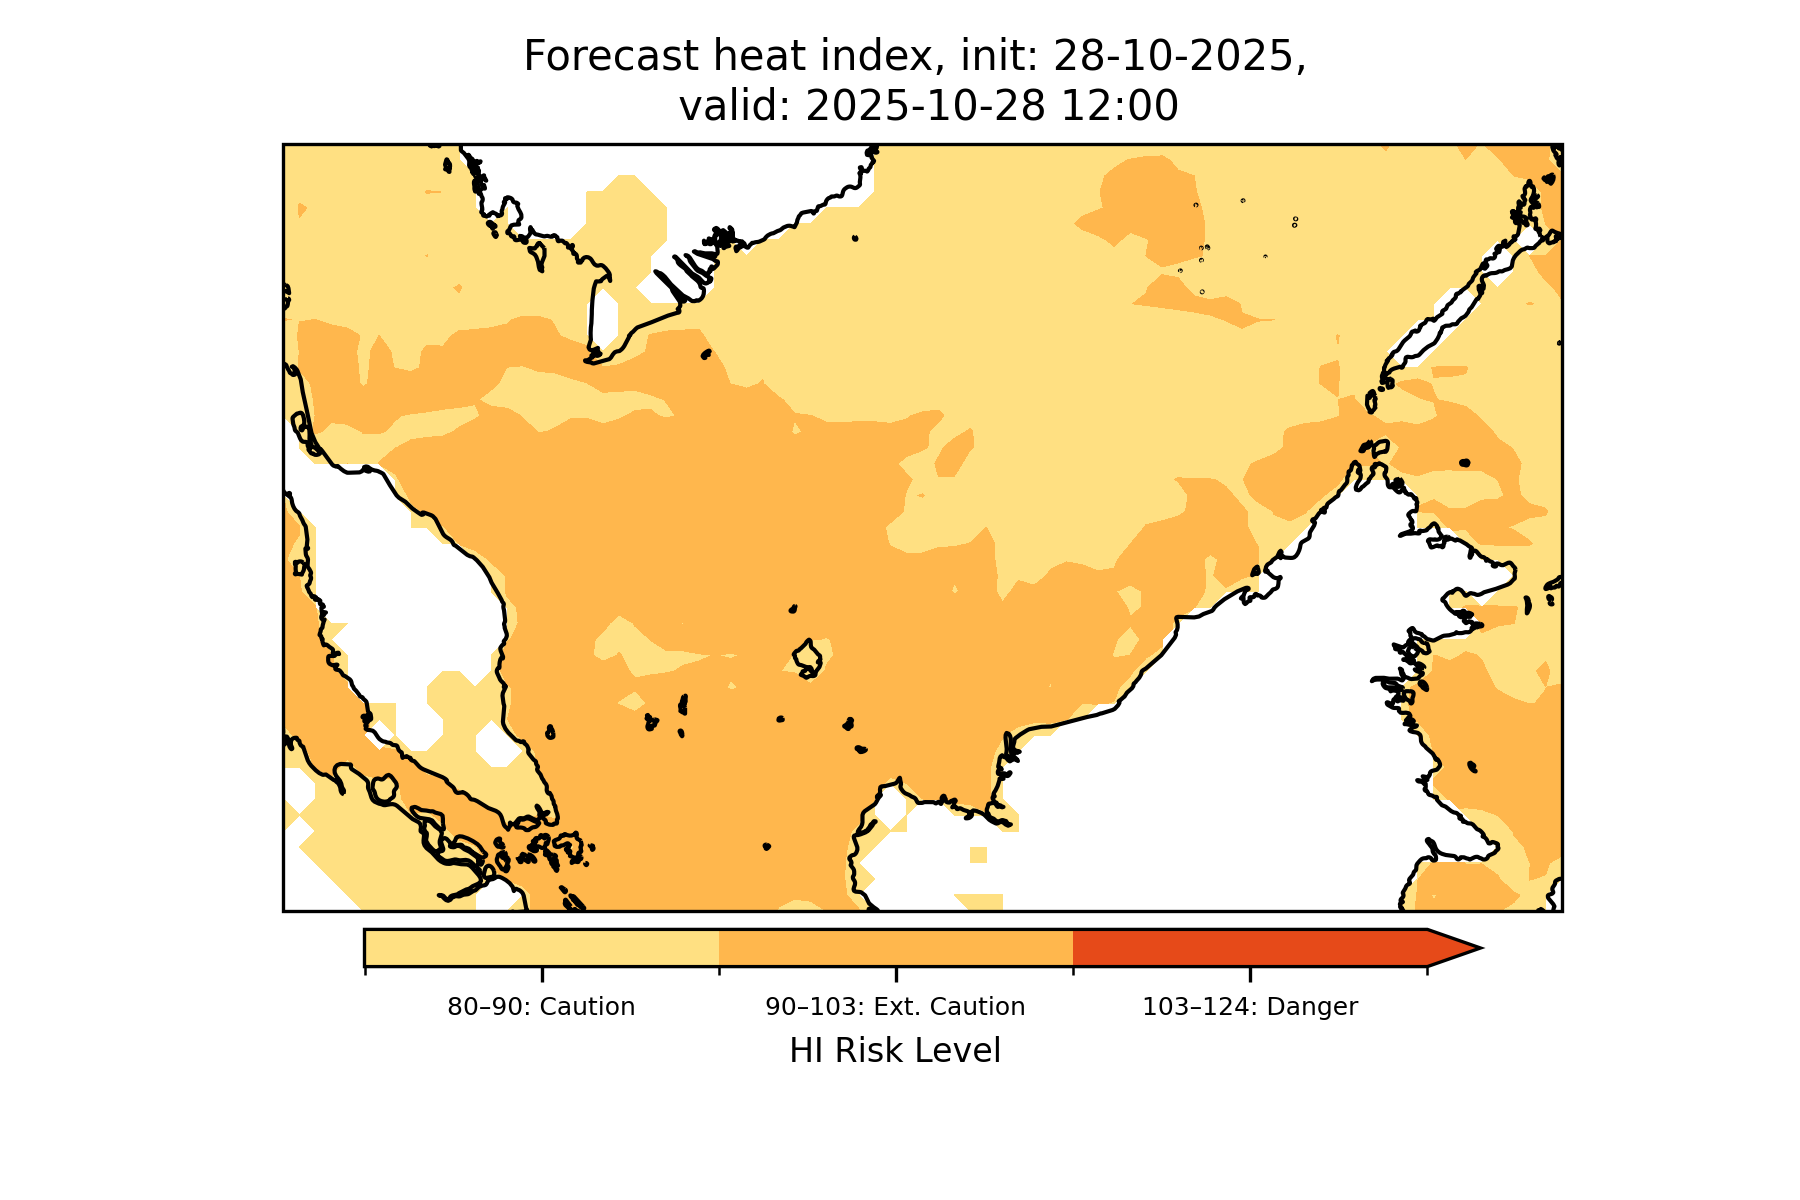 Forecast heat index, init: 28-10-2025,
valid: 2025-10-28 12:00
80–90: Caution
90–103: Ext. Caution
103–124: Danger
HI Risk Level